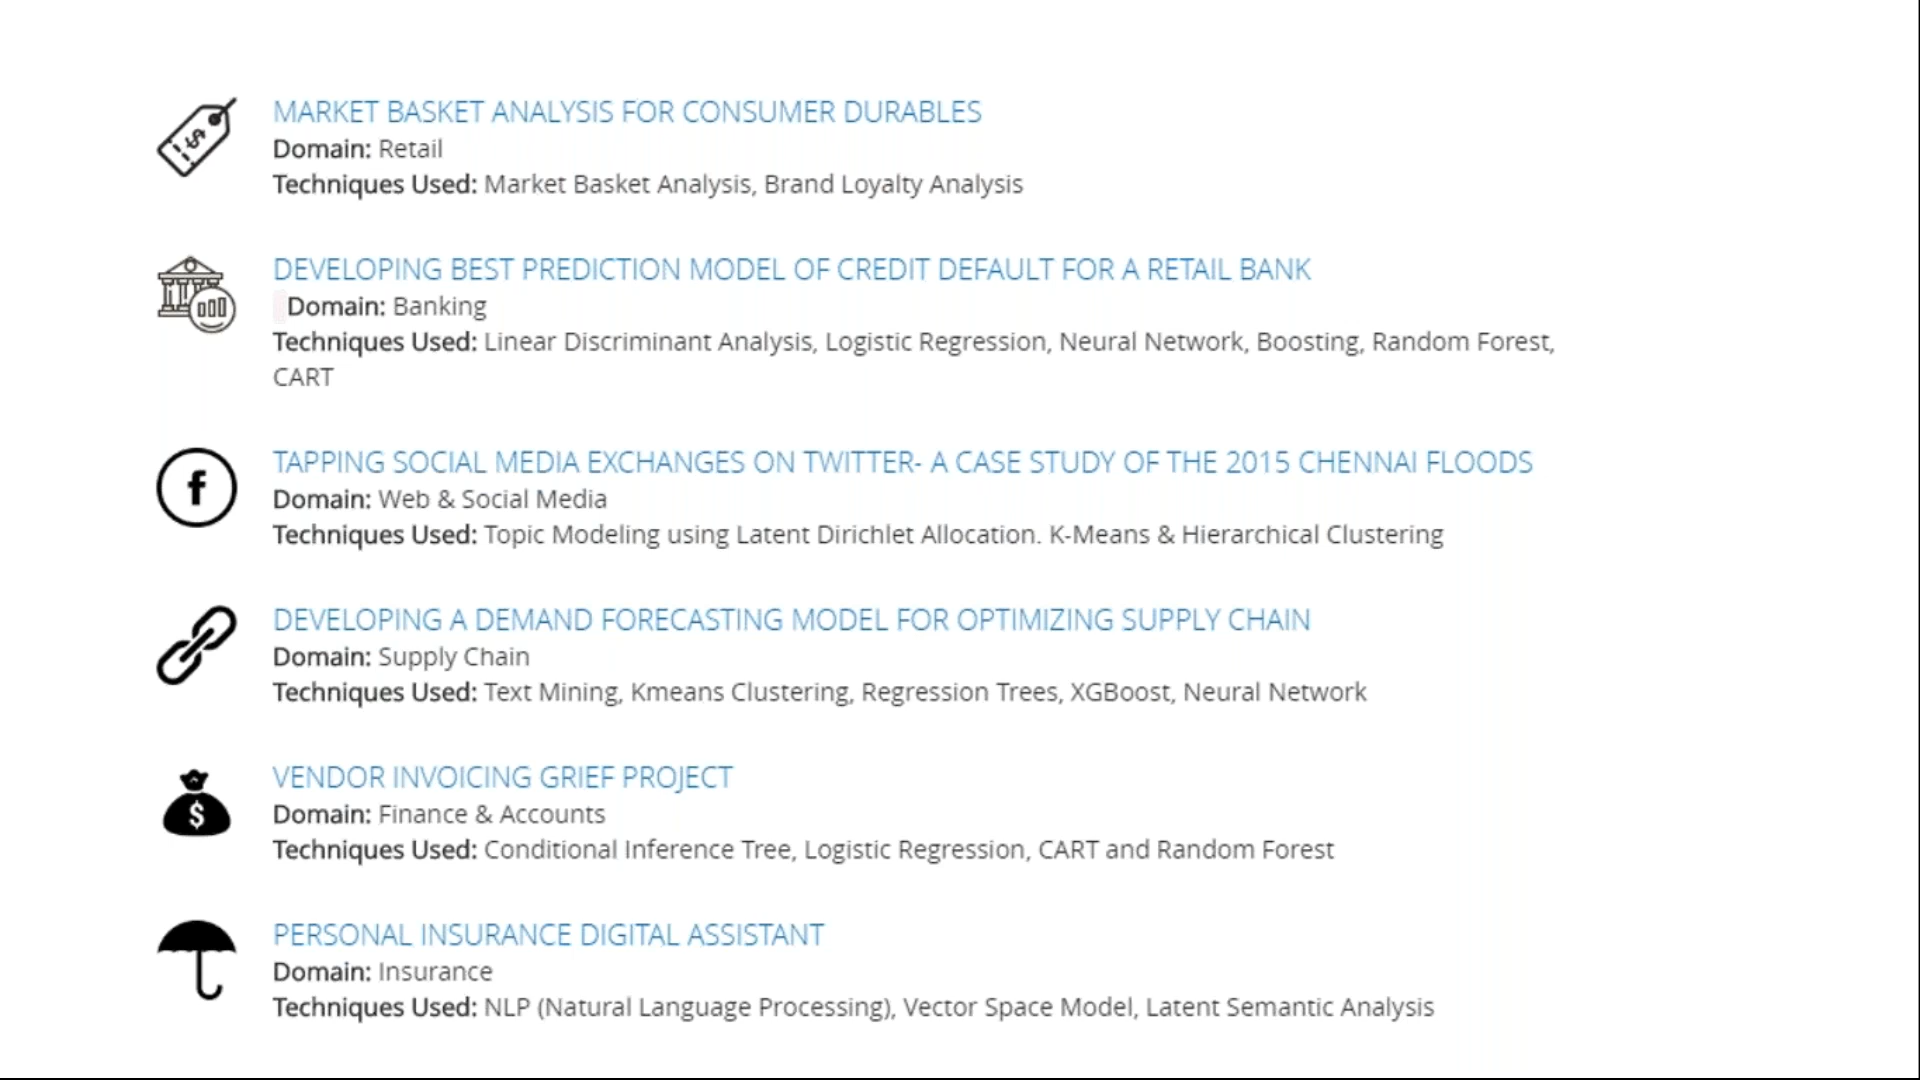 MARKET BASKET ANALYSIS FOR CONSUMER DURABLES
Domain: Retail
Techniques Used: Market Basket Analysis, Brand Loyalty Analysis
DEVELOPING BEST PREDICTION MODEL OF CREDIT DEFAULT FOR A RETAIL BANK
Domain: Banking
Techniques Used: Linear Discriminant Analysis, Logistic Regression, Neural Network, Boosting, Random Forest,
CART
f
TAPPING SOCIAL MEDIA EXCHANGES ON TWITTER- A CASE STUDY OF THE 2015 CHENNAI FLOODS
Domain: Web & Social Media
Techniques Used: Topic Modeling using Latent Dirichlet Allocation. K-Means & Hierarchical Clustering
DEVELOPING A DEMAND FORECASTING MODEL FOR OPTIMIZING SUPPLY CHAIN
Domain: Supply Chain
Techniques Used: Text Mining, Kmeans Clustering, Regression Trees, XGBoost, Neural Network
$
VENDOR INVOICING GRIEF PROJECT
Domain: Finance & Accounts
Techniques Used: Conditional Inference Tree, Logistic Regression, CART and Random Forest
PERSONAL INSURANCE DIGITAL ASSISTANT
Domain: Insurance
Techniques Used: NLP (Natural Language Processing), Vector Space Model, Latent Semantic Analysis